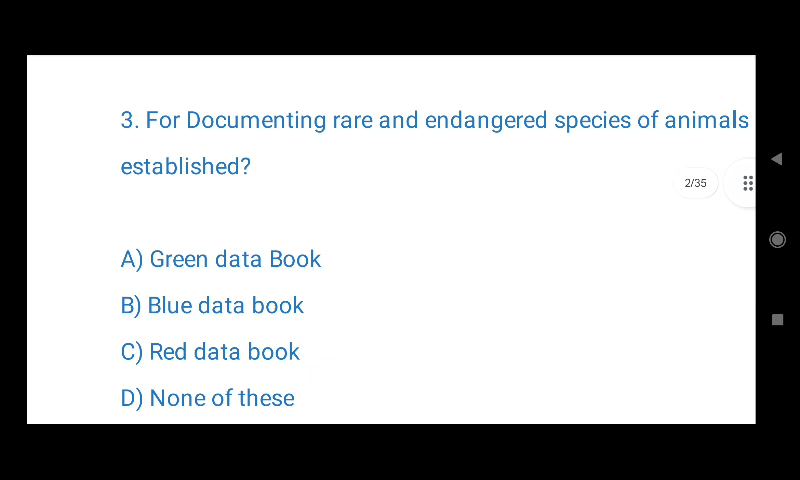 3. For Documenting rare and endangered species of animals
established?
2/35
A) Green data Book
B) Blue data book
C) Red data book
D) None of these